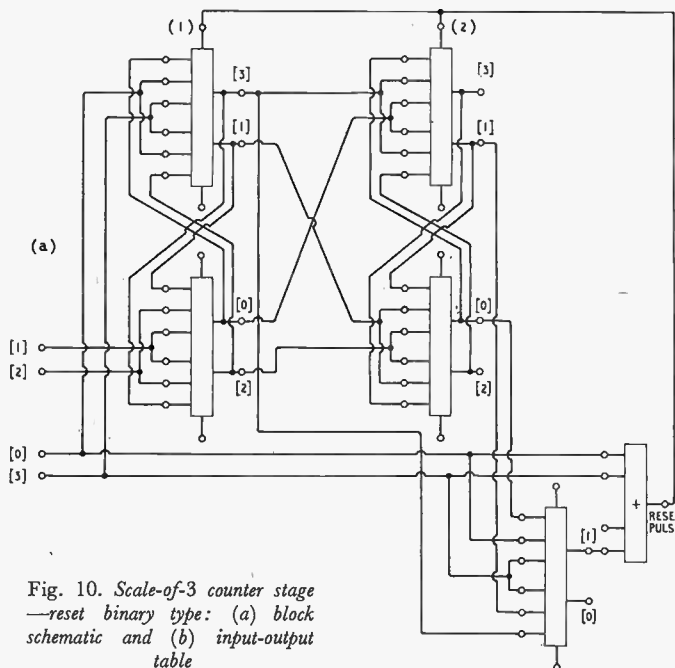 (1) (2)
[3] [3]
[1] [1]
(a)
[0] [0]
[1]
[2] [2] [2]
[0]
[3]
+
RESE
PULS
[1]
[0]
Fig. 10. Scale-of-3 counter stage
—reset binary type: (a) block
schematic and (b) input-output
table